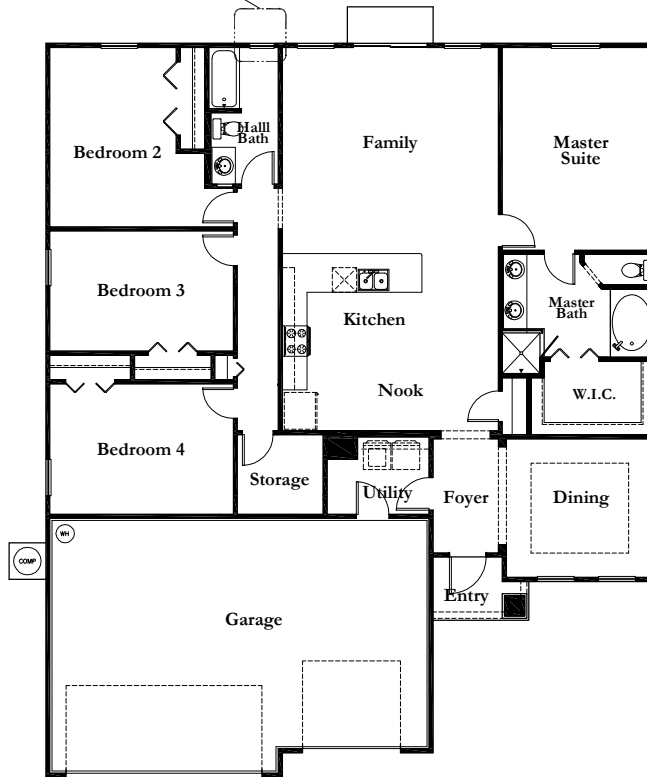 Halll
Bath
Family
Master
Suite
Bedroom 2
Bedroom 3
Kitchen
Master
Bath
Nook
W.I.C.
Bedroom 4
Storage
Utility
Foyer
Dining
WH
COMP
Entry
Garage